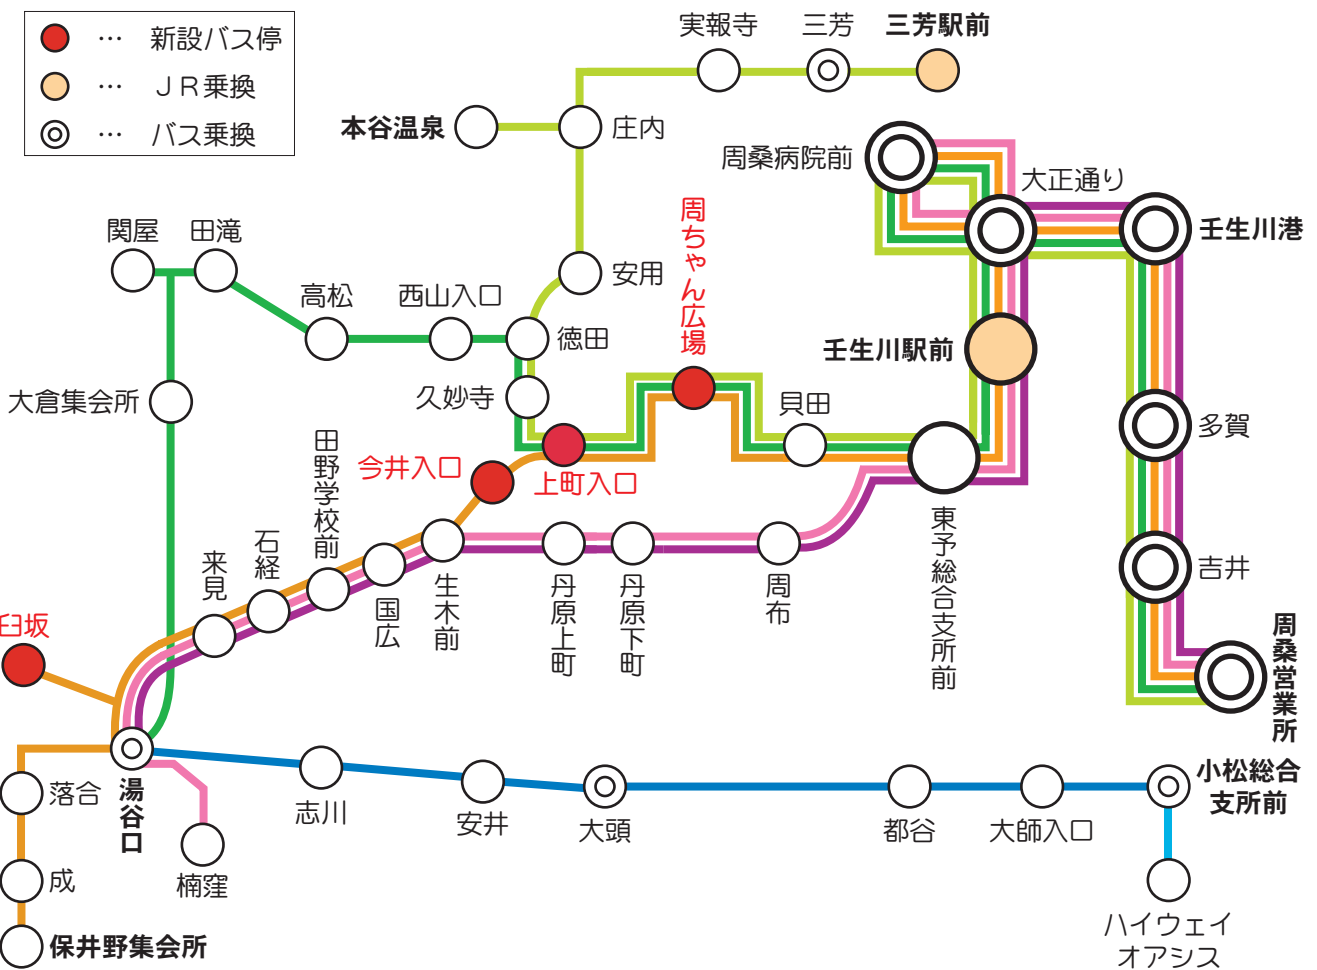 … 新設バス停
… ＪＲ乗換
… バス乗換
実報寺
三芳
三芳駅前
本谷温泉
庄内
周桑病院前
大正通り
壬生川港
関屋
田滝
周ちゃん広場
安用
高松
西山入口
徳田
壬生川駅前
大倉集会所
久妙寺
貝田
多賀
田野学校前
今井入口
上町入口
東予総合支所前
石経
来見
吉井
国広
生木前
丹原上町
丹原下町
周布
臼坂
周桑営業所
落合
湯谷口
志川
安井
大頭
都谷
大師入口
小松総合
支所前
成
楠窪
保井野集会所
ハイウェイ
オアシス